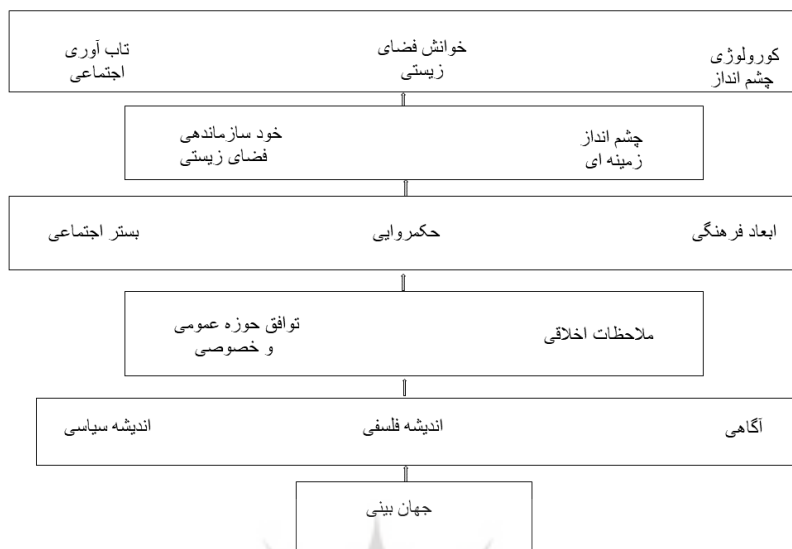 کورولوژی
چشم انداز
خوانش فضای
زیستی
تاب آوری
اجتماعی
چشم انداز
زمینه ای
خود سازماندهی
فضای زیستی
ابعاد فرهنگی
حکمروایی
بستر اجتماعی
ملاحظات اخلاقی
توافق حوزه عمومی
و خصوصی
آگاهی
اندیشه فلسفی
اندیشه سیاسی
جهان بینی